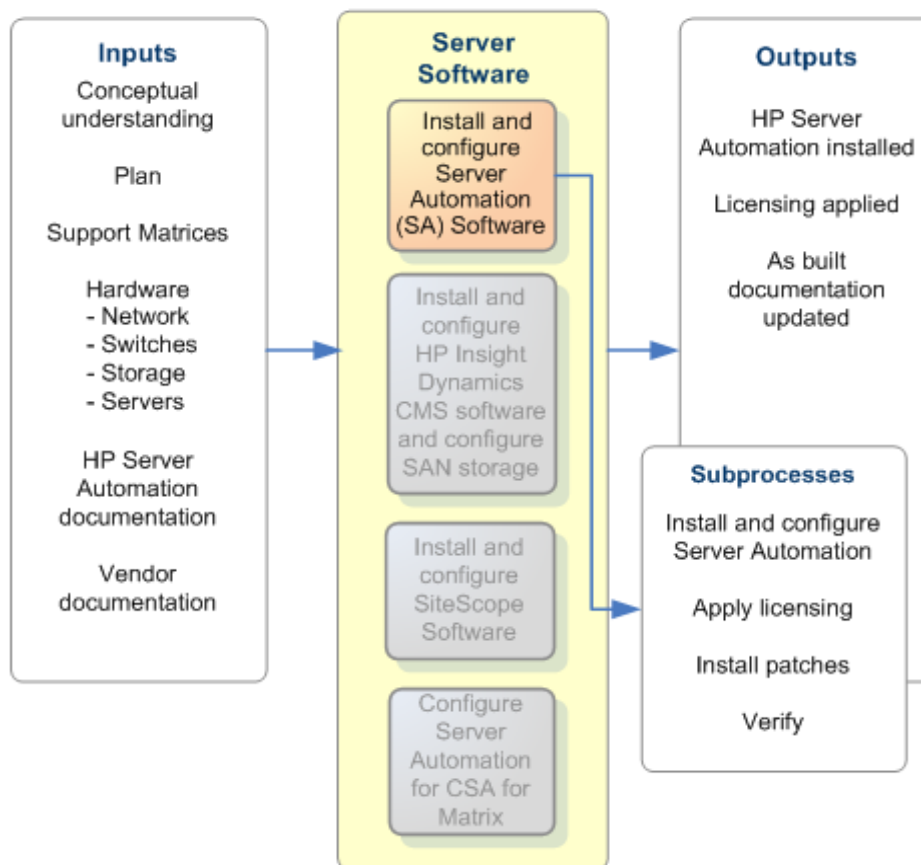 Inputs
Conceptual
understanding
Plan
Support Matrices
Hardware
- Network
- Switches
- Storage
- Servers
HP Server
Automation
documentation
Vendor
documentation
Server
Software
Install and
configure
Server
Automation
(SA) Software
Install and
configure
HP Insight
Dynamics
CMS software
and configure
SAN storage
Install and
configure
SiteScope
Software
Configure
Server
Automation
for CSA for
Matrix
Outputs
HP Server
Automation installed
Licensing applied
As built
documentation
updated
Subprocesses
Install and configure
Server Automation
Apply licensing
Install patches
Verify